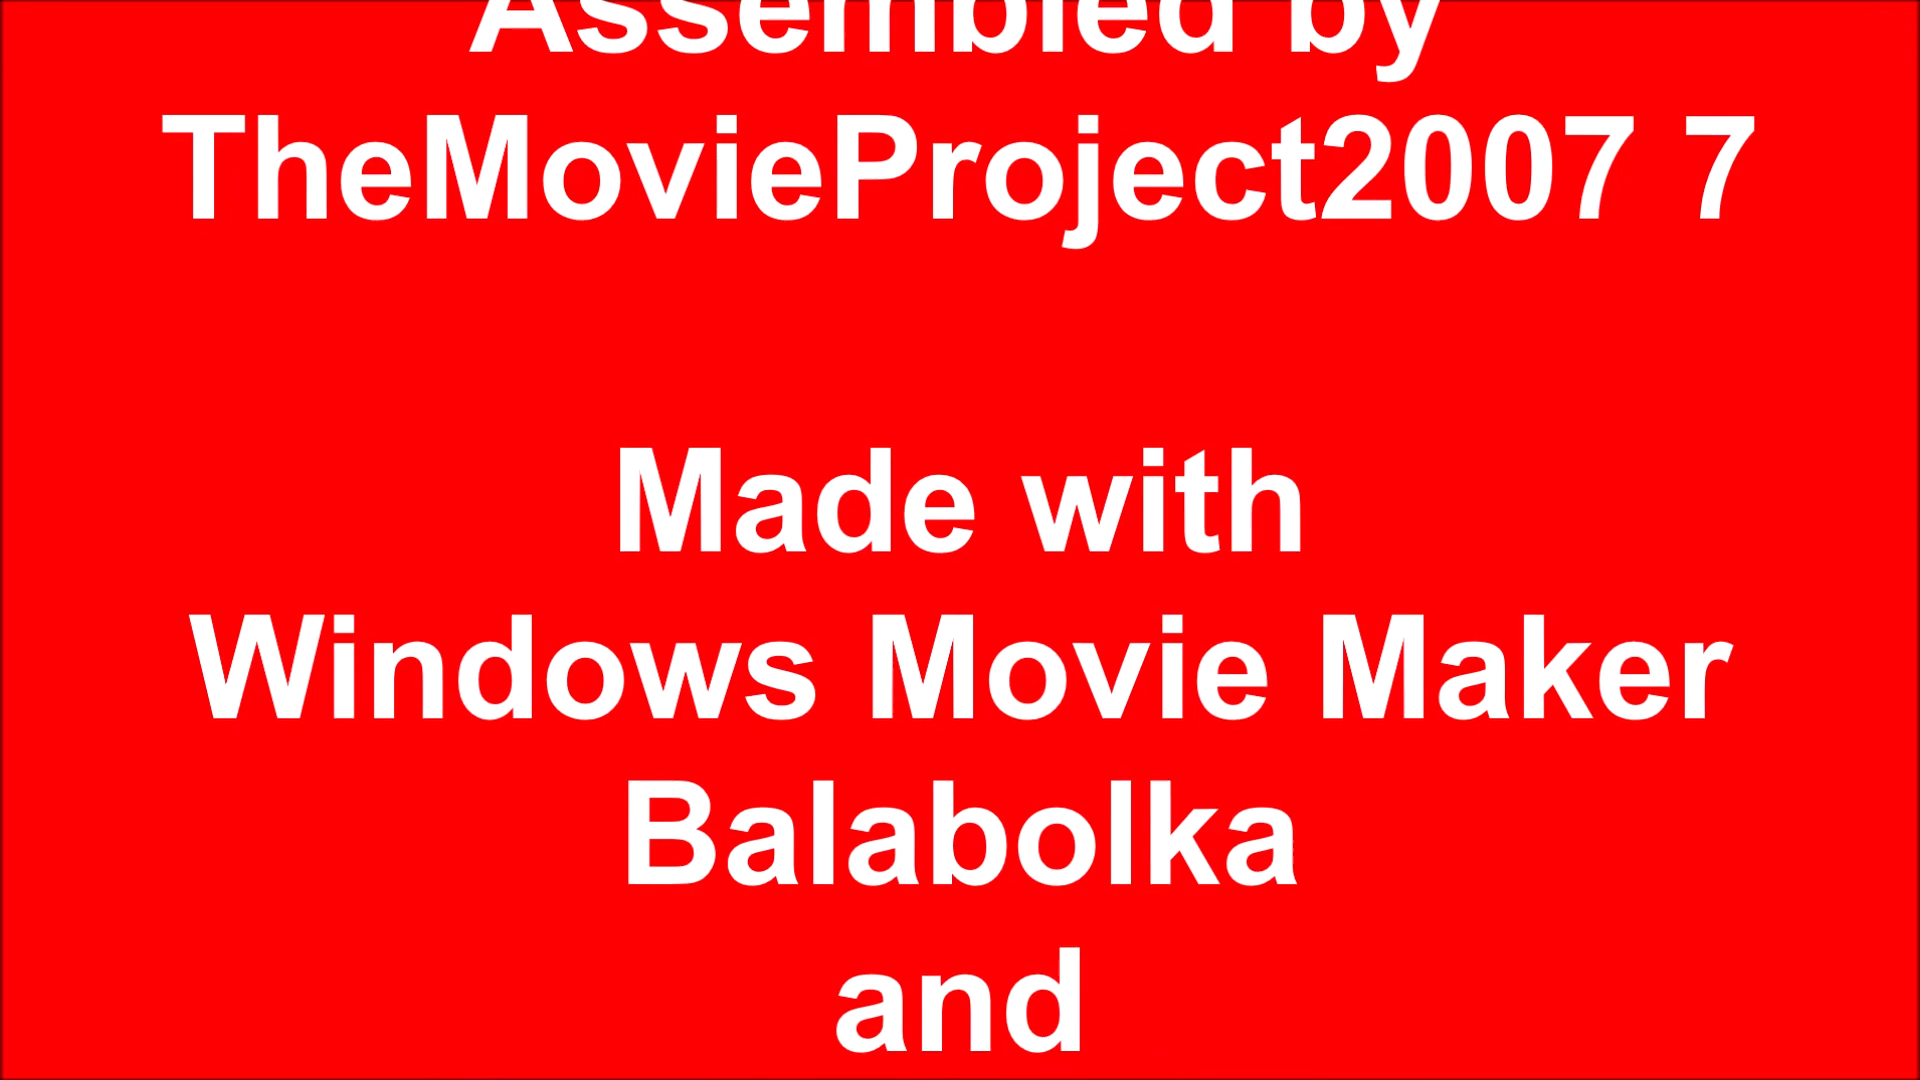 Assembled by
TheMovieProject2007 7
Made with
Windows Movie Maker
Balabolka
and